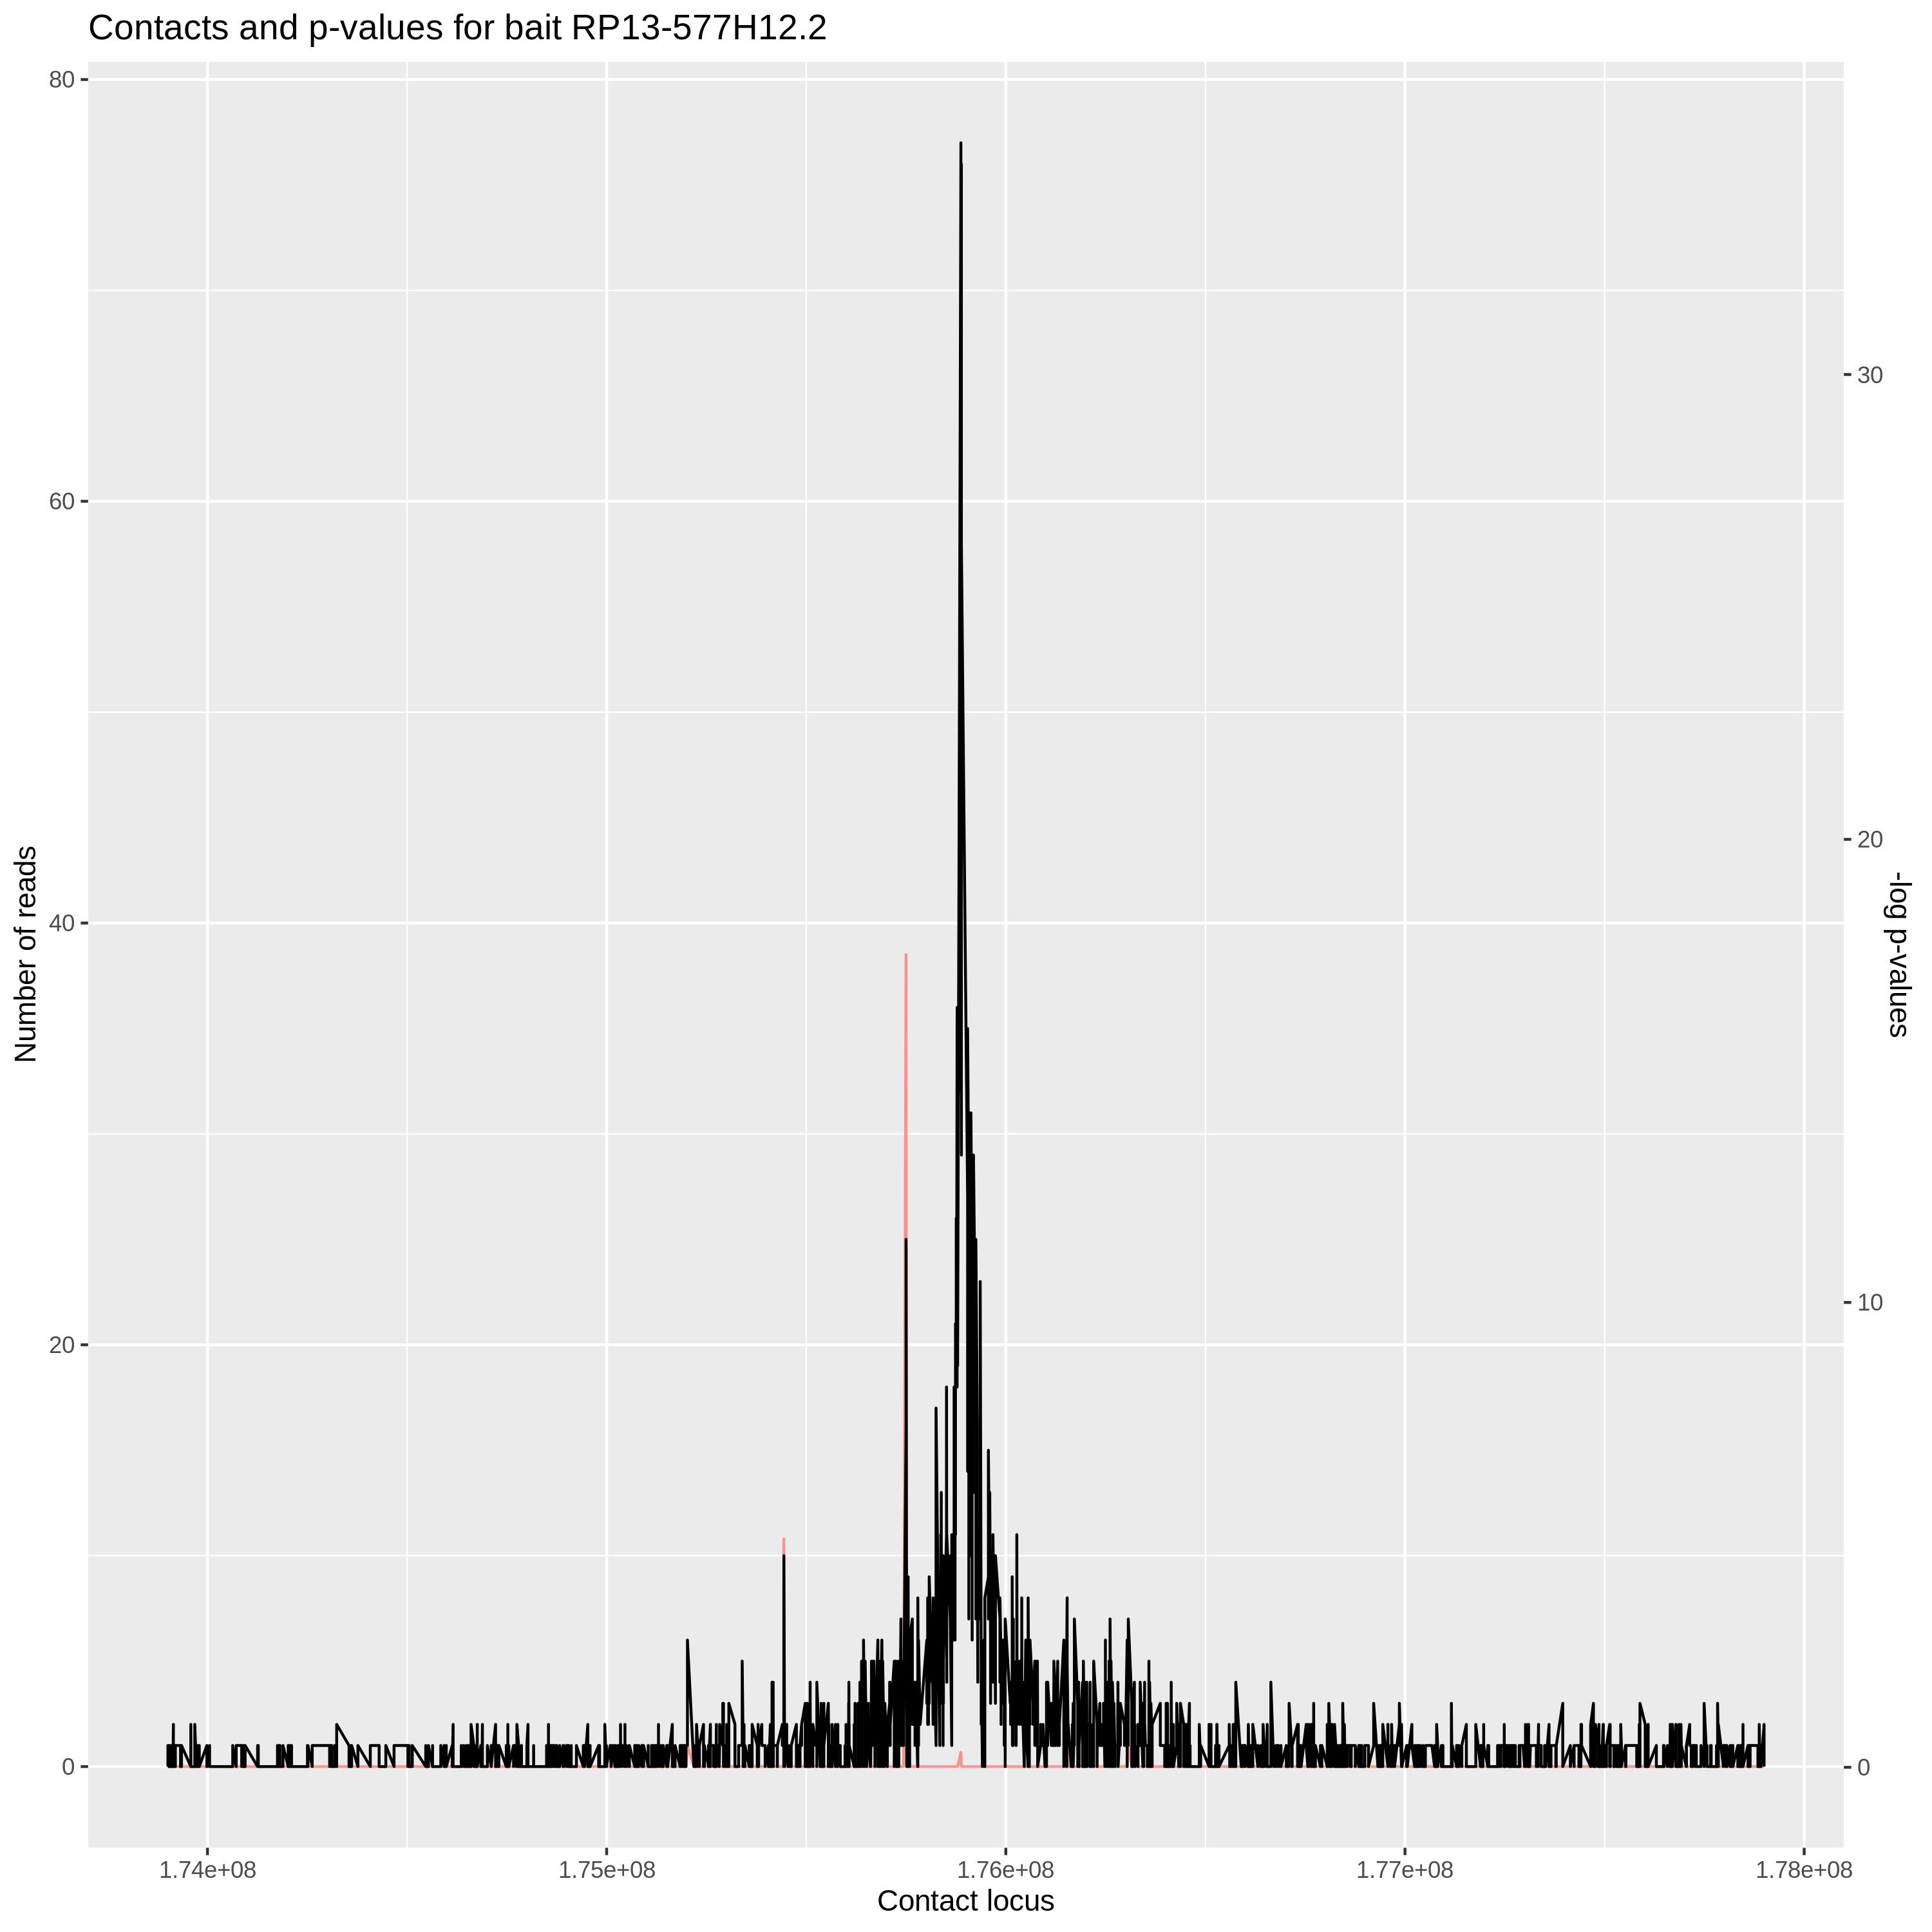 Contacts and p-values for bait RP13-577H12.2
80
60
40
20
0
Number of reads
30
20
10
0
-log p-values
1.74e+08
1.75e+08
1.76e+08
1.77e+08
1.78e+08
Contact locus